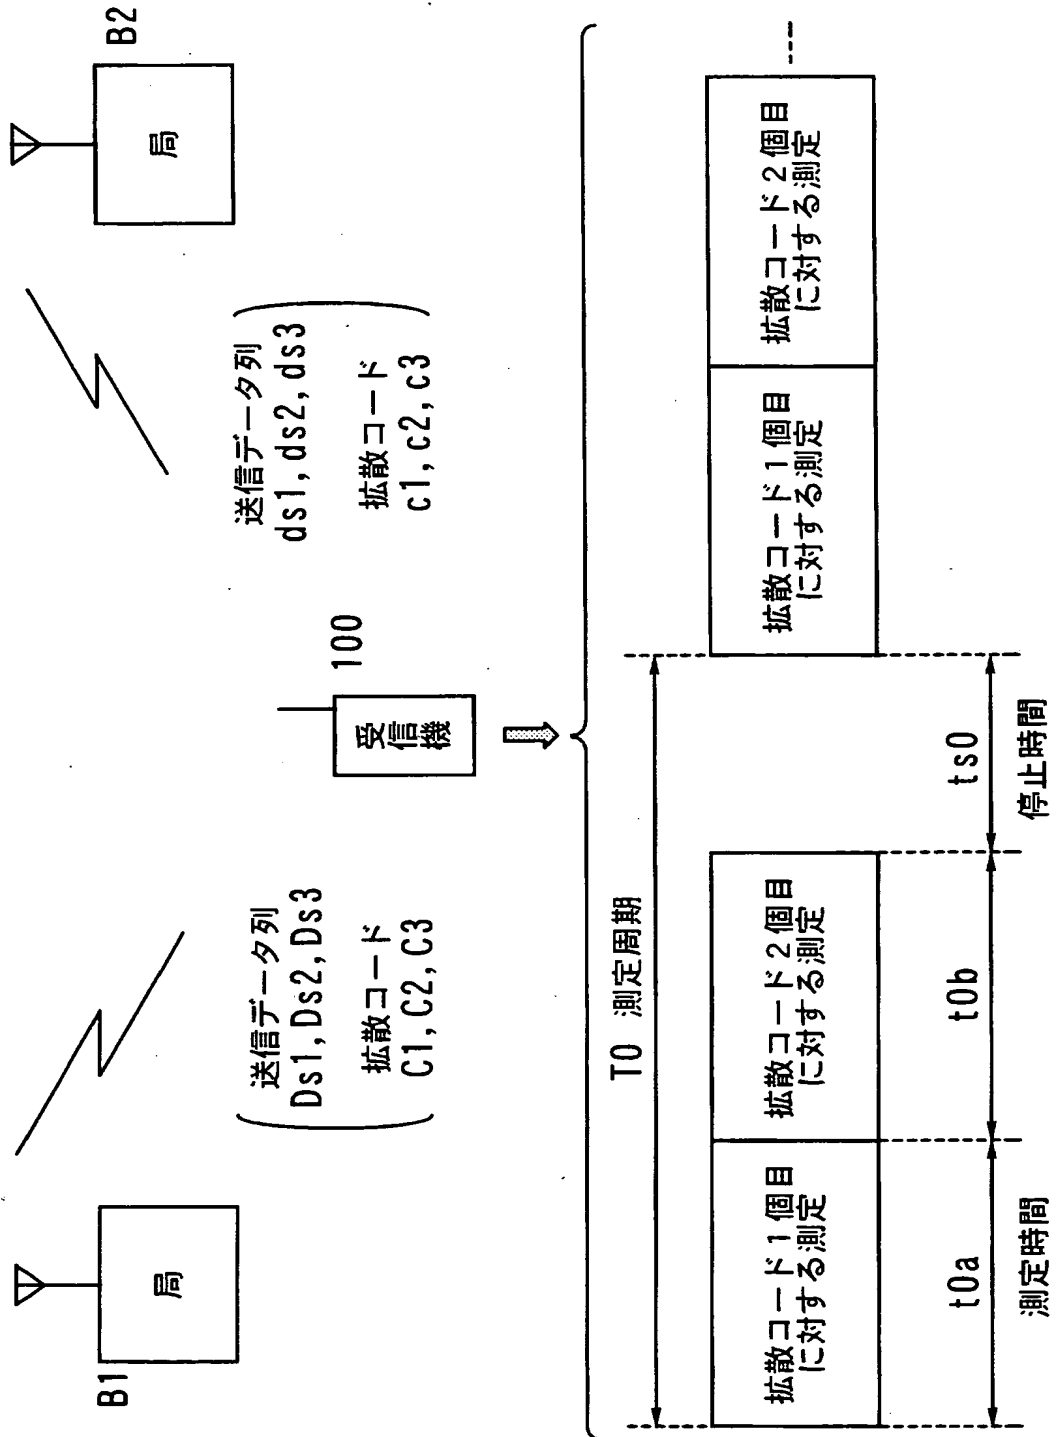 B1
局
送信データ列
Ds1,Ds2,Ds3
拡散コード
C1,C2,C3
受信機
100
送信データ列
ds1,ds2,ds3
拡散コード
c1,c2,c3
局
B2
T0 測定周期
拡散コード1個目
に対する測定
拡散コード2個目
に対する測定
拡散コード1個目
に対する測定
拡散コード2個目
に対する測定
t0a
t0b
ts0
測定時間
停止時間